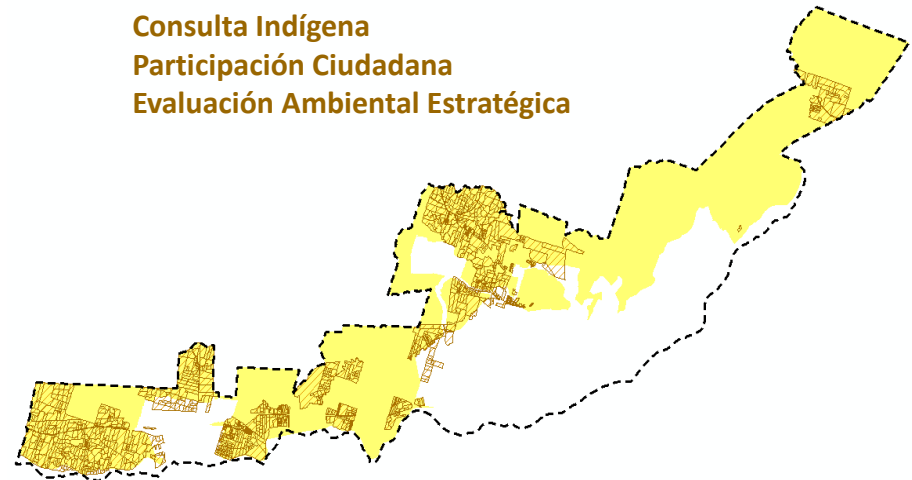 Consulta Indígena
Participación Ciudadana
Evaluación Ambiental Estratégica